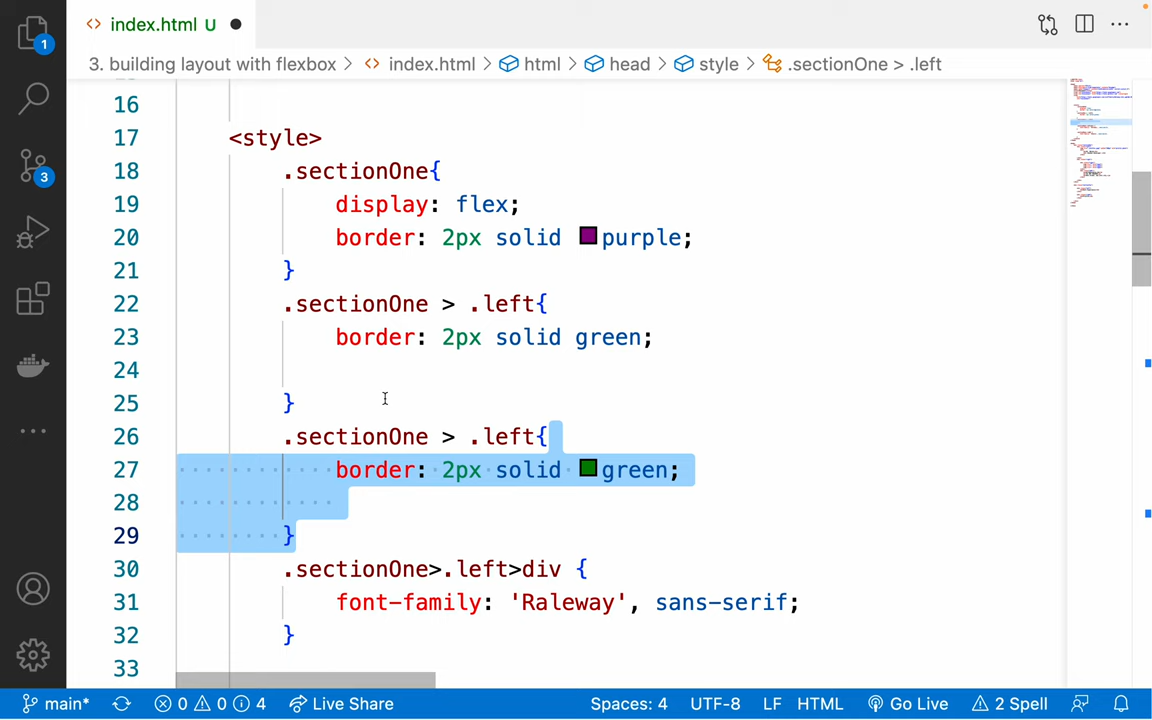 index.html U
3. building layout with flexbox > index.html > html > head > style > .sectionOne > .left
1
3
16
17 <style>
18 .sectionOne{
19 display: flex;
20 border: 2px solid purple;
21 }
22 .sectionOne > .left{
23 border: 2px solid green;
24
25 }
26 .sectionOne > .left{
27 border: 2px solid green;
28
29 }
30 .sectionOne>.left>div {
31 font-family: 'Raleway', sans-serif;
32 }
33
main* 0 0 4 Live Share Spaces: 4 UTF-8 LF HTML Go Live 2 Spell